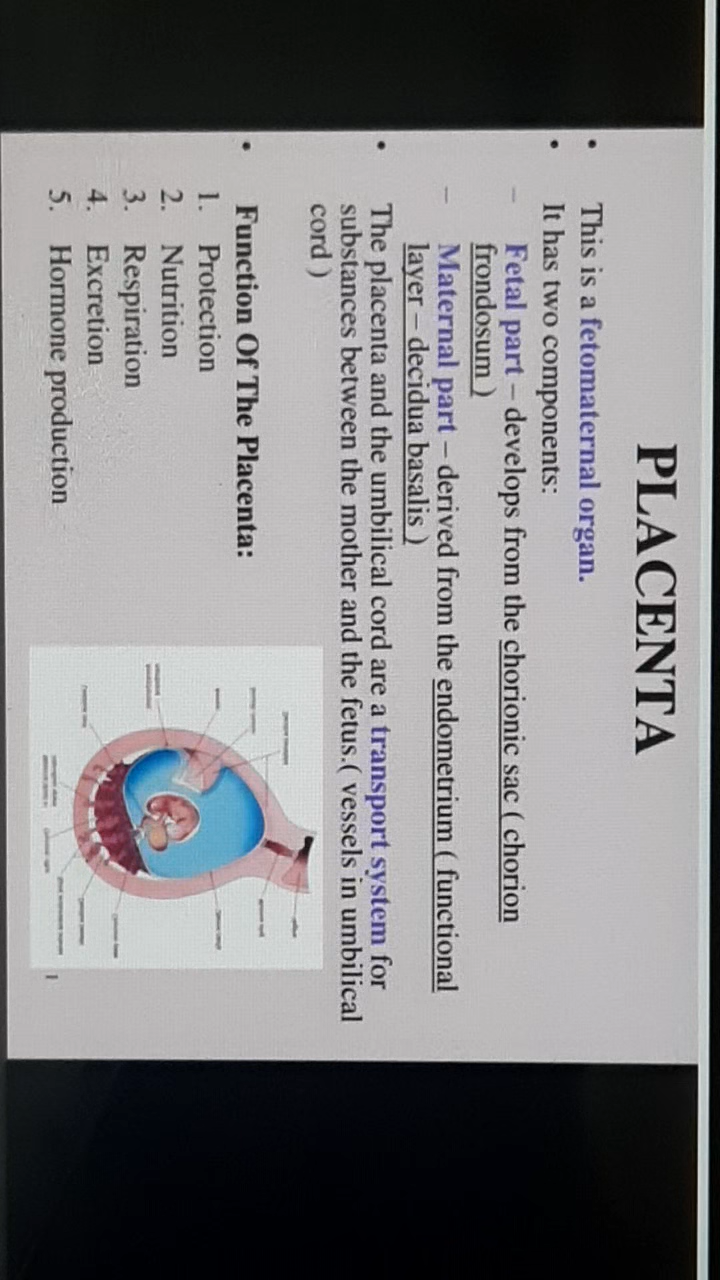 PLACENTA
• This is a fetomaternal organ.
• It has two components:
– Fetal part – develops from the chorionic sac ( chorion
frondosum )
– Maternal part – derived from the endometrium ( functional
layer – decidua basalis )
• The placenta and the umbilical cord are a transport system for
substances between the mother and the fetus.( vessels in umbilical
cord )
• Function Of The Placenta:
1. Protection
2. Nutrition
3. Respiration
4. Excretion
5. Hormone production
1